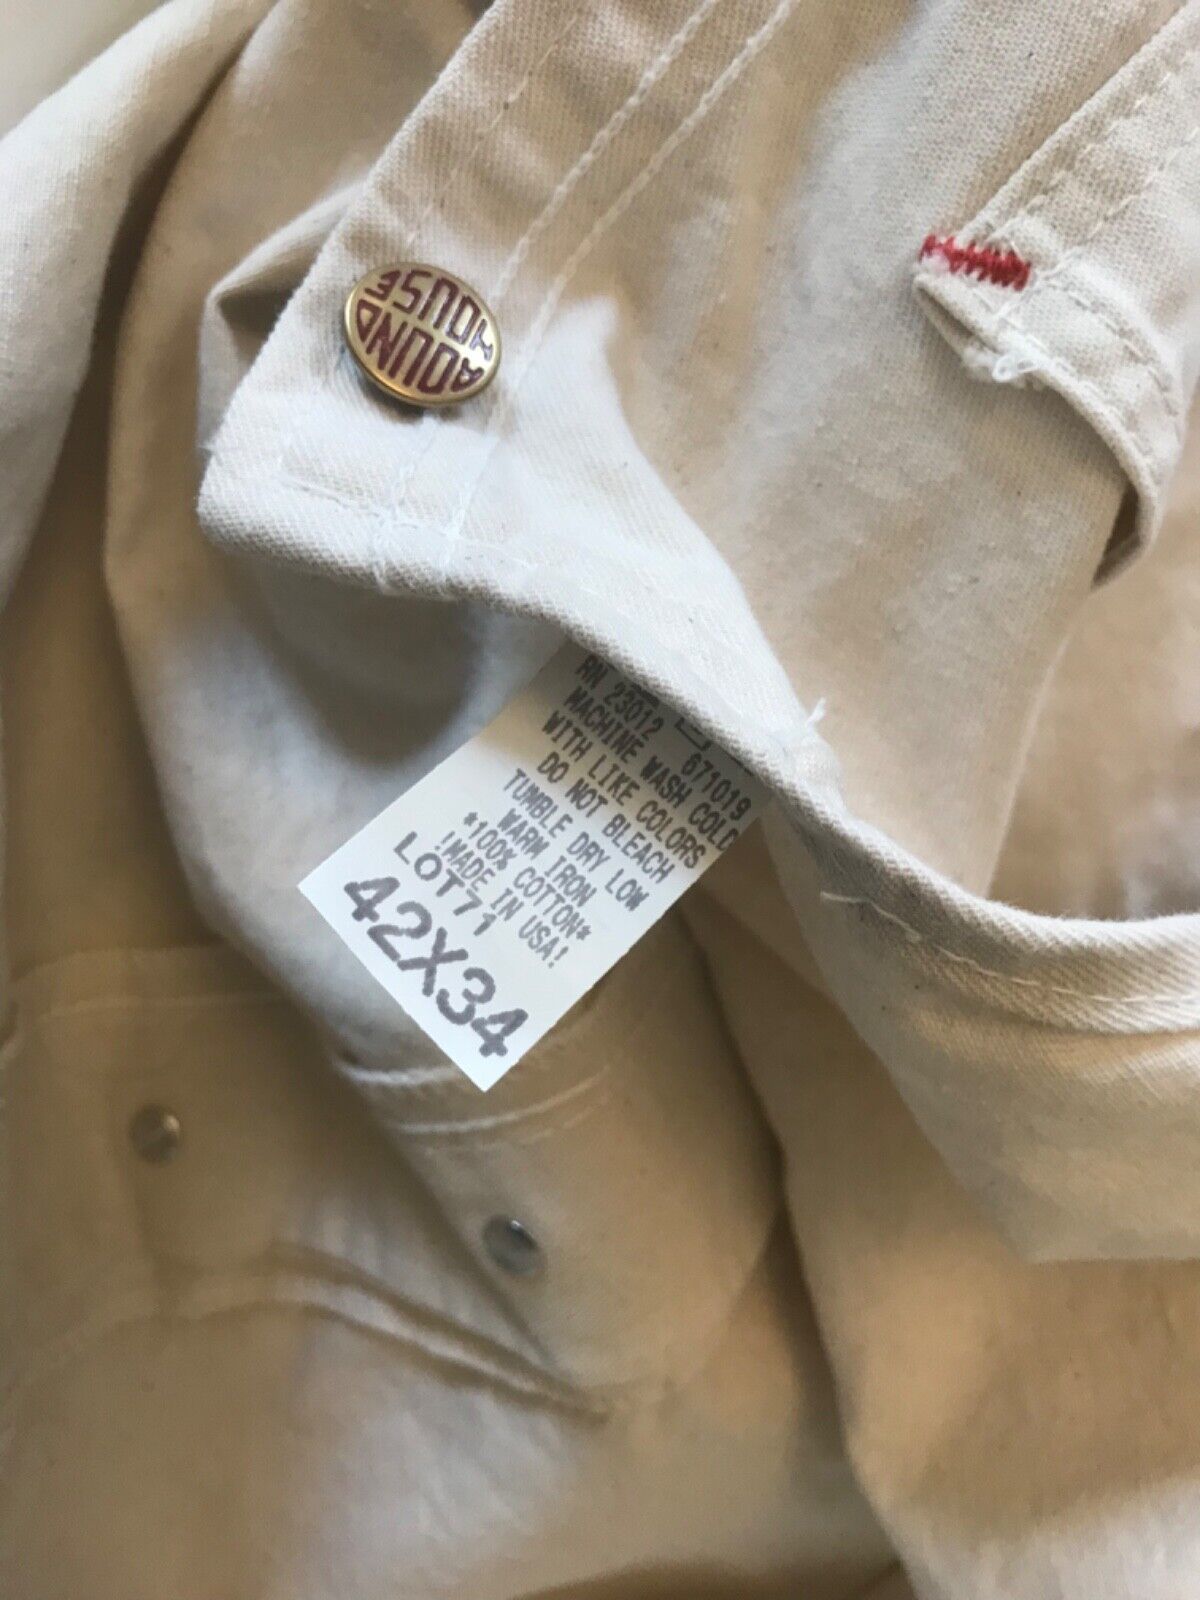 ROUND
HOUSE
RN 23012 671019
MACHINE WASH COLD
WITH LIKE COLORS
DO NOT BLEACH
TUMBLE DRY LOW
WARM IRON
*100% COTTON*
!MADE IN USA!
LOT71
42X34